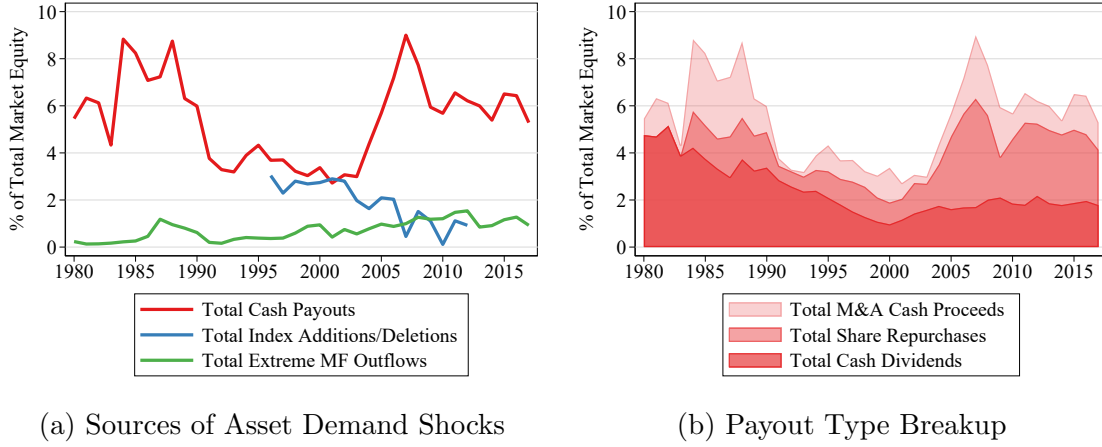 % of Total Market Equity
10
8
6
4
2
0
1980 1985 1990 1995 2000 2005 2010 2015
Total Cash Payouts
Total Index Additions/Deletions
Total Extreme MF Outflows
(a) Sources of Asset Demand Shocks
% of Total Market Equity
10
8
6
4
2
0
1980 1985 1990 1995 2000 2005 2010 2015
Total M&A Cash Proceeds
Total Share Repurchases
Total Cash Dividends
(b) Payout Type Breakup